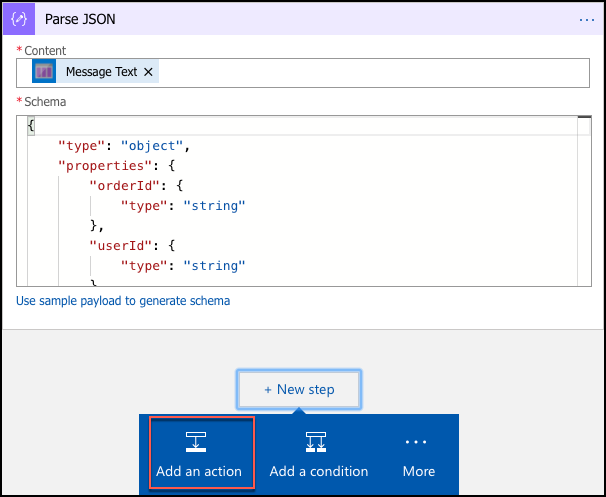 Parse JSON
* Content
Message Text ×
* Schema
{
"type": "object",
"properties": {
"orderId": {
"type": "string"
},
"userId": {
"type": "string"
}
Use sample payload to generate schema
+ New step
Add an action
Add a condition
More